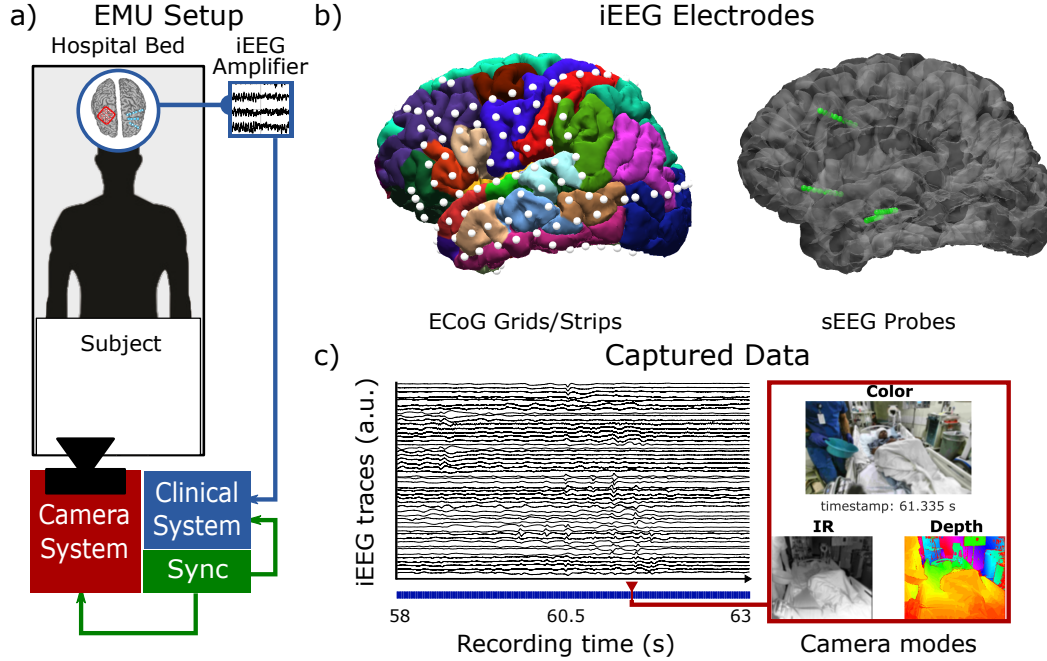 a)
EMU Setup
Hospital Bed
iEEG
Amplifier
Subject
Camera
System
Clinical
System
Sync
b)
iEEG Electrodes
ECoG Grids/Strips
sEEG Probes
c)
Captured Data
iEEG traces (a.u.)
58
60.5
63
Recording time (s)
Color
timestamp: 61.335 s
IR
Depth
Camera modes